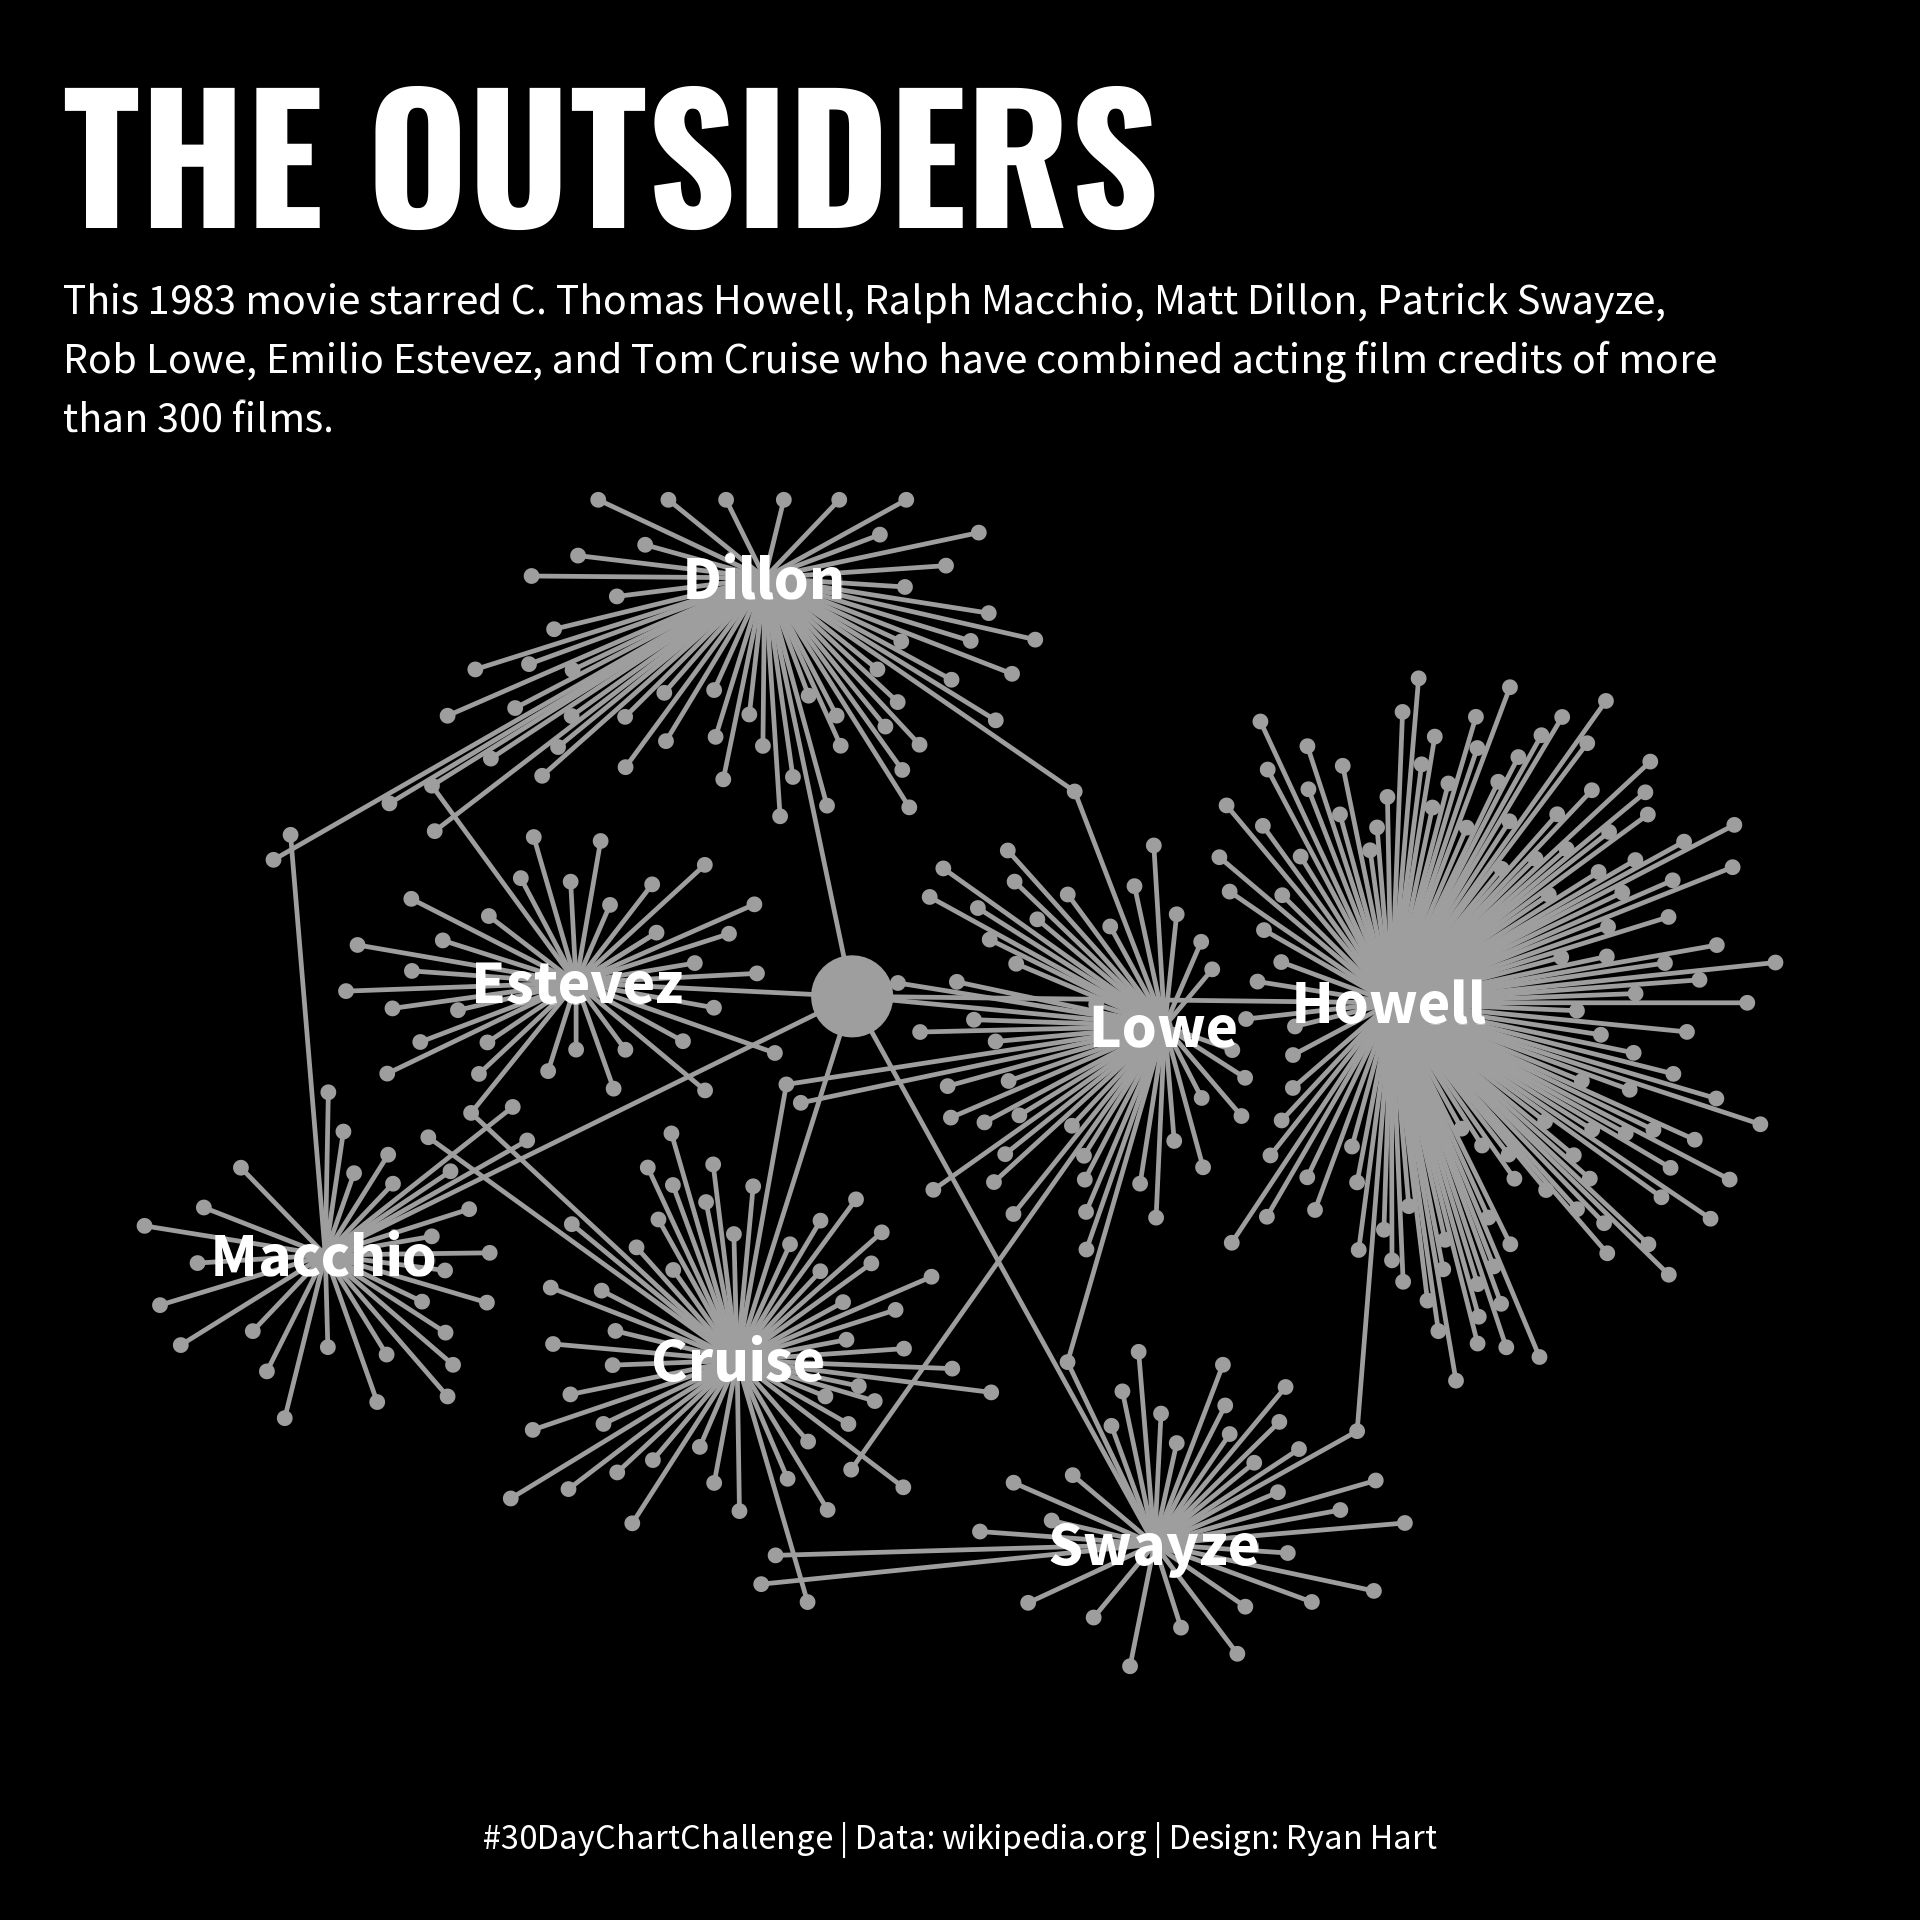 THE OUTSIDERS
This 1983 movie starred C. Thomas Howell, Ralph Macchio, Matt Dillon, Patrick Swayze,
Rob Lowe, Emilio Estevez, and Tom Cruise who have combined acting film credits of more
than 300 films.
Dillon
Estevez
Howell
Lowe
Macchio
Cruise
Swayze
#30DayChartChallenge | Data: wikipedia.org | Design: Ryan Hart